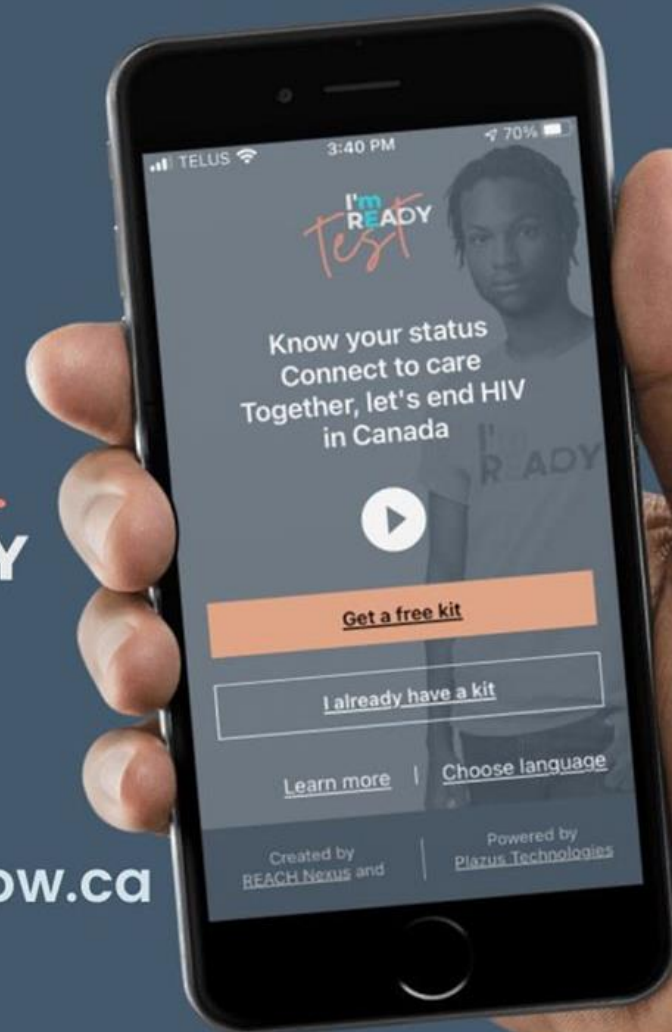 TELUS 3:40 PM 70%
I'm
READY
Test
Know your status
Connect to care
Together, let's end HIV
in Canada
I'm
READY
Get a free kit
I already have a kit
Learn more | Choose language
Created by
REACH Nexus and
Powered by
Plazus Technologies
Y
ow.ca